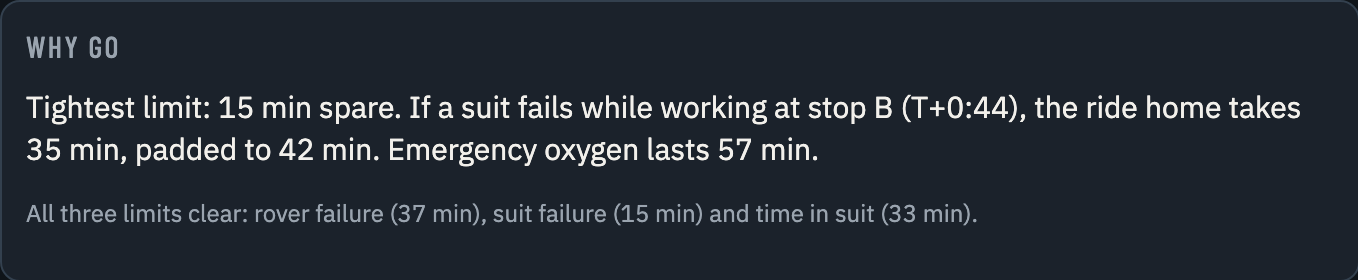 WHY GO
Tightest limit: 15 min spare. If a suit fails while working at stop B (T+0:44), the ride home takes
35 min, padded to 42 min. Emergency oxygen lasts 57 min.
All three limits clear: rover failure (37 min), suit failure (15 min) and time in suit (33 min).